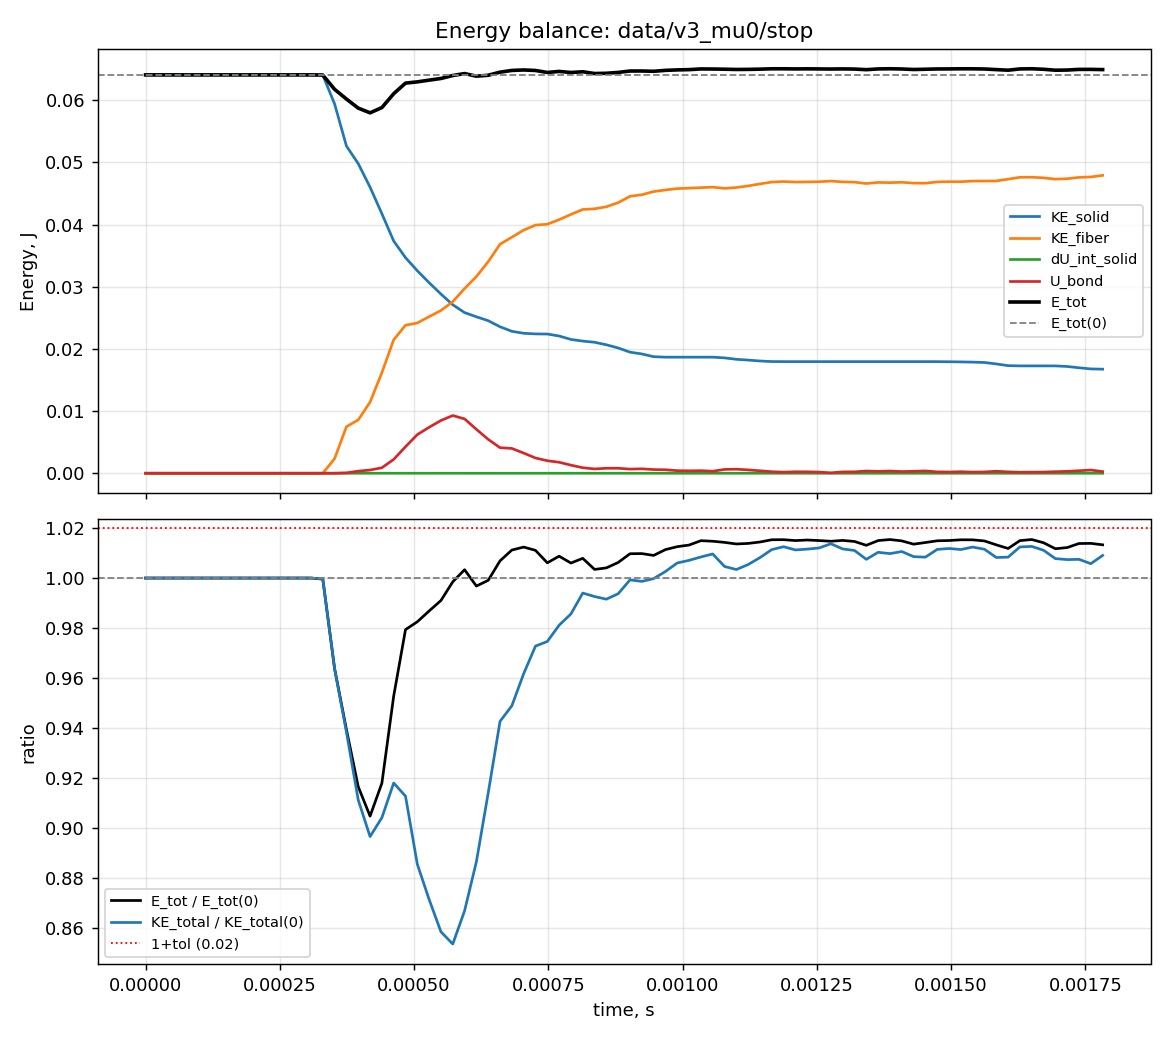 Energy balance: data/v3_mu0/stop
Energy, J
0.06
0.05
0.04
0.03
0.02
0.01
0.00
KE_solid
KE_fiber
dU_int_solid
U_bond
E_tot
E_tot(0)
ratio
1.02
1.00
0.98
0.96
0.94
0.92
0.90
0.88
0.86
E_tot / E_tot(0)
KE_total / KE_total(0)
1+tol (0.02)
0.00000 0.00025 0.00050 0.00075 0.00100 0.00125 0.00150 0.00175
time, s